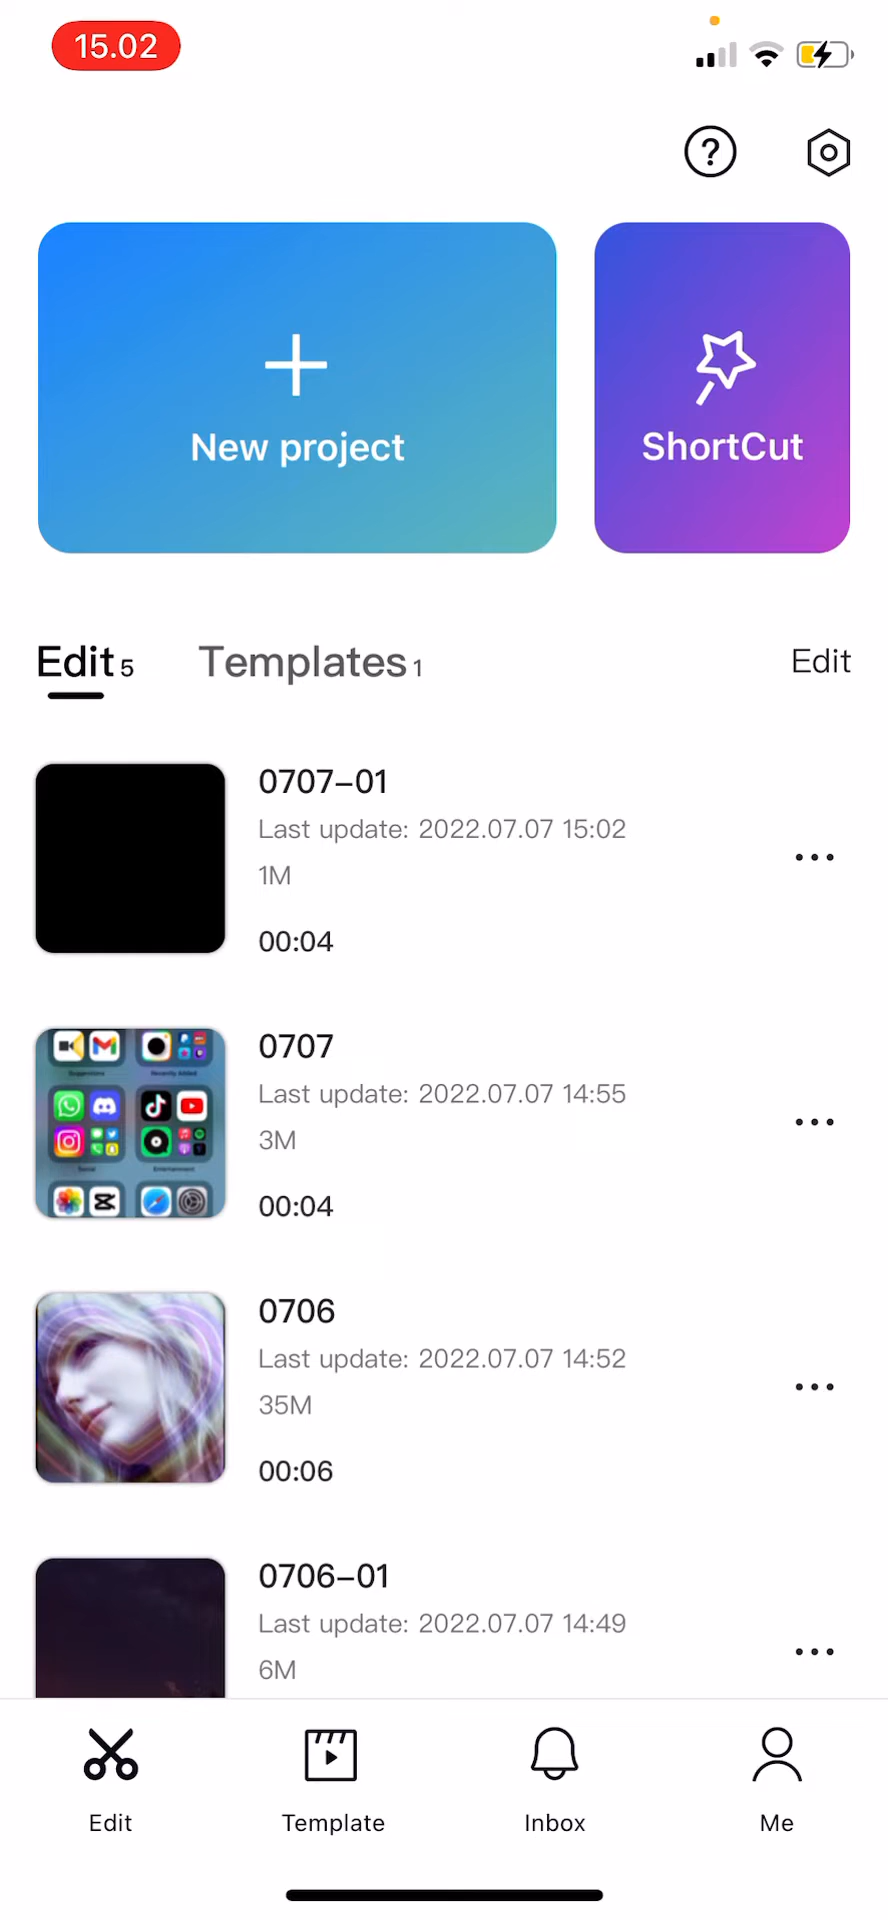 15.02
New project
ShortCut
Edit 5
Templates 1
Edit
0707-01
Last update: 2022.07.07 15:02
1M
00:04
0707
Last update: 2022.07.07 14:55
3M
00:04
0706
Last update: 2022.07.07 14:52
35M
00:06
0706-01
Last update: 2022.07.07 14:49
6M
Edit
Template
Inbox
Me